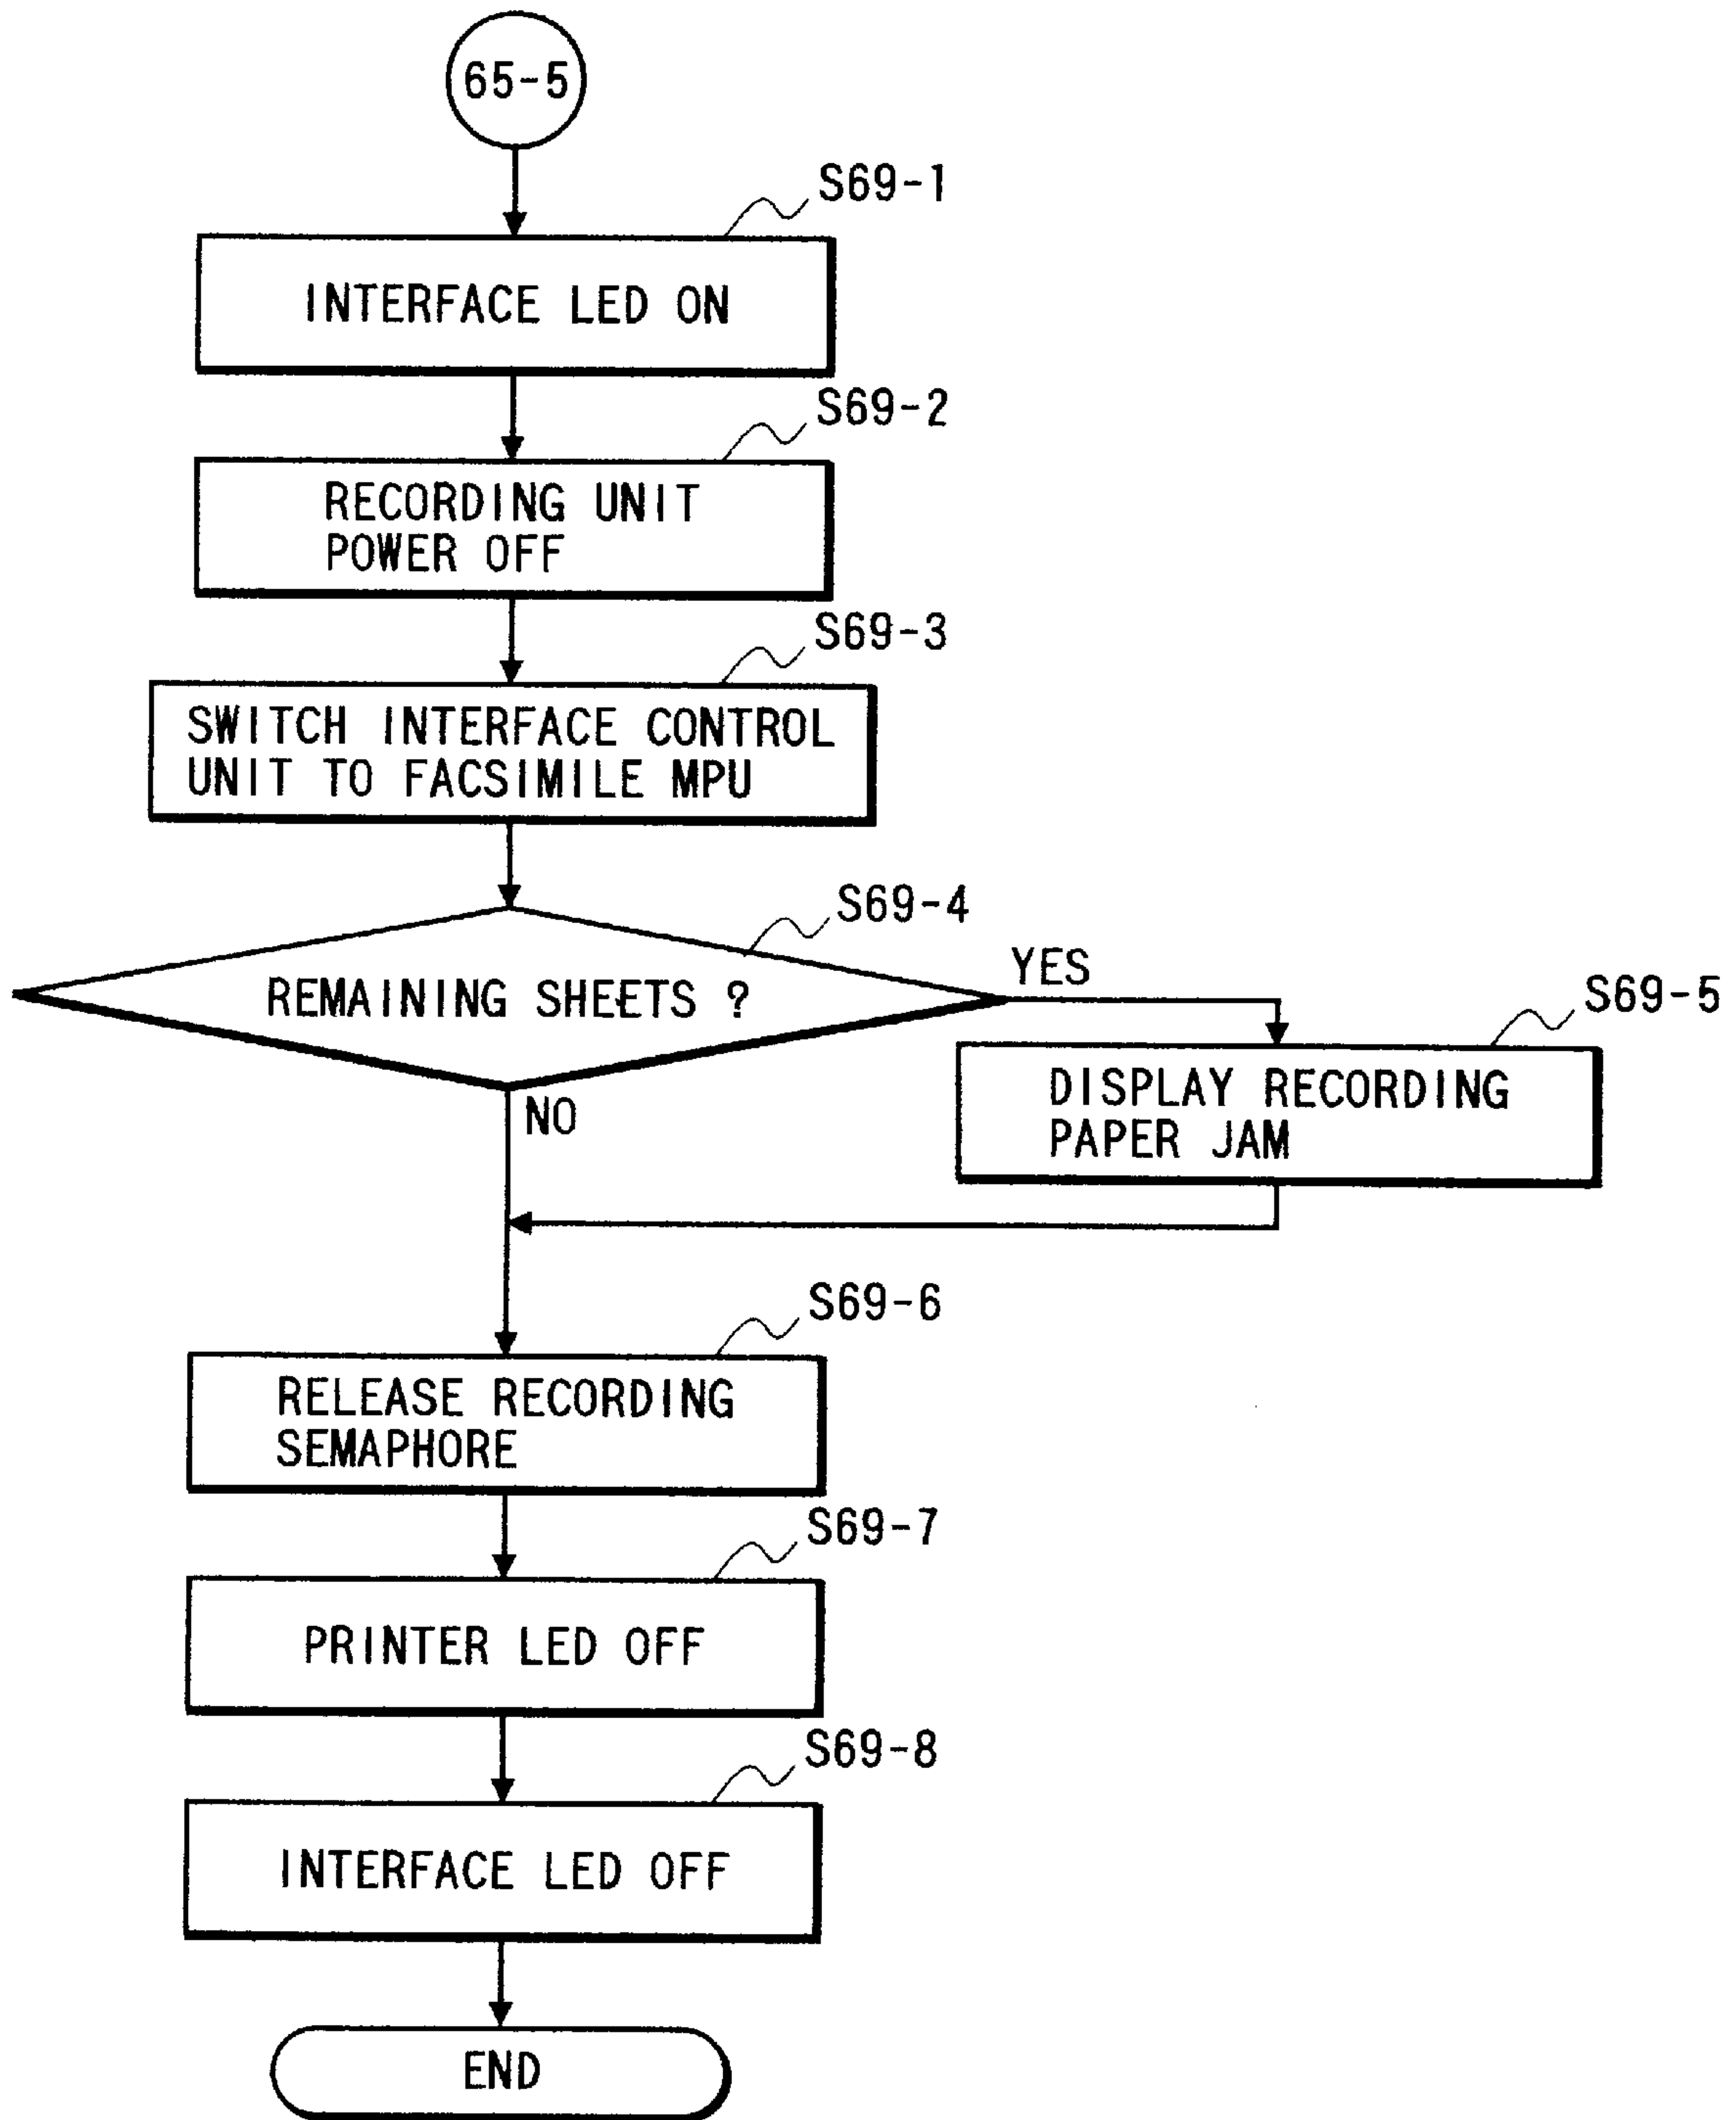 65-5
S69-1
INTERFACE LED ON
S69-2
RECORDING UNIT
POWER OFF
S69-3
SWITCH INTERFACE CONTROL
UNIT TO FACSIMILE MPU
S69-4
REMAINING SHEETS ?
YES
S69-5
DISPLAY RECORDING
PAPER JAM
NO
S69-6
RELEASE RECORDING
SEMAPHORE
S69-7
PRINTER LED OFF
S69-8
INTERFACE LED OFF
END